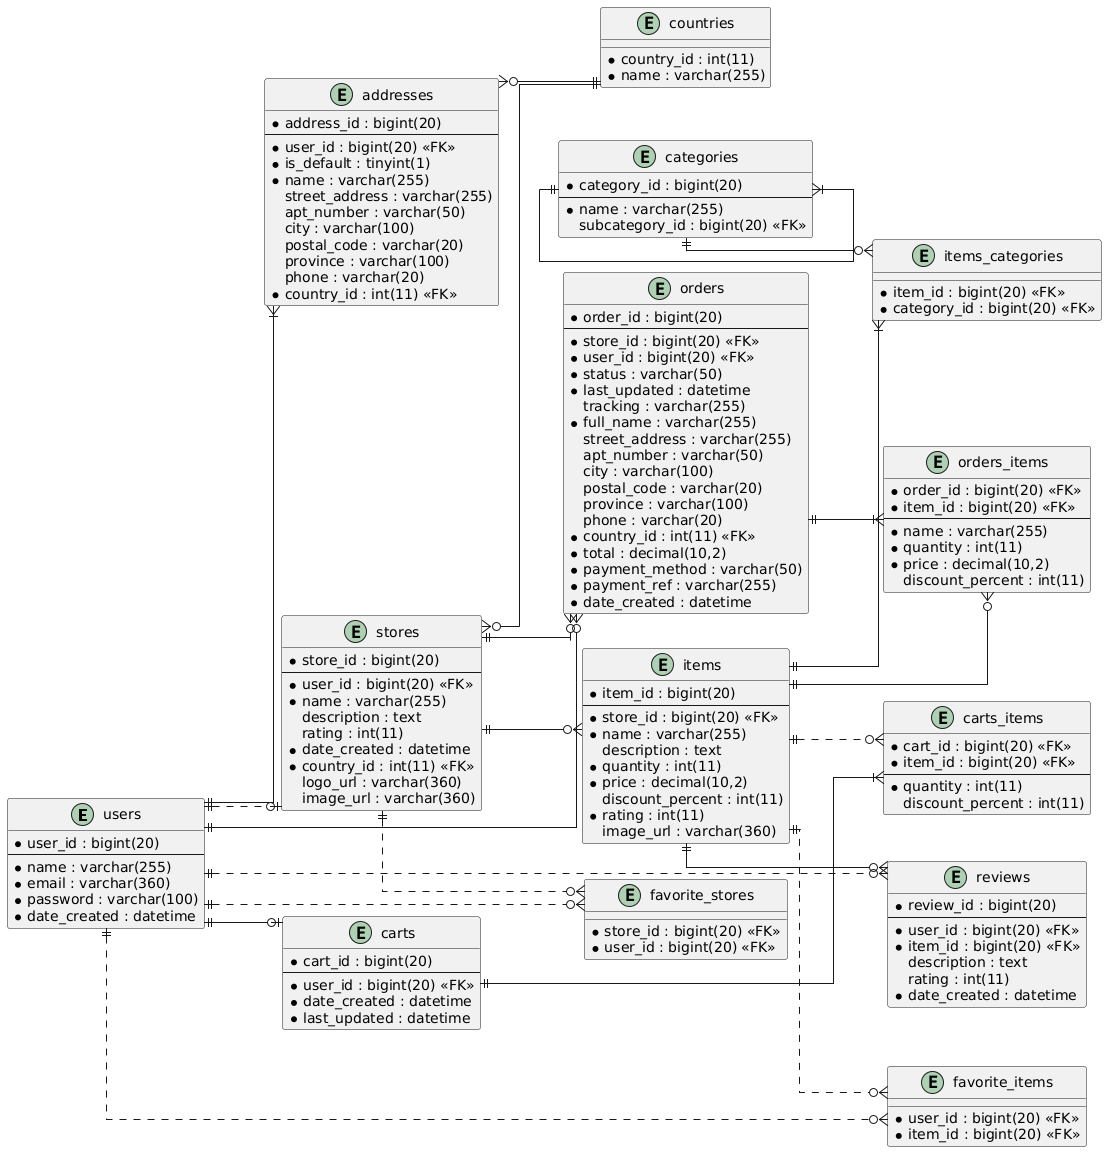 E countries
* country_id : int(11)
* name : varchar(255)
E addresses
* address_id : bigint(20)
* user_id : bigint(20) «FK»
* is_default : tinyint(1)
* name : varchar(255)
street_address : varchar(255)
apt_number : varchar(50)
city : varchar(100)
postal_code : varchar(20)
province : varchar(100)
phone : varchar(20)
* country_id : int(11) «FK»
E categories
* category_id : bigint(20)
* name : varchar(255)
subcategory_id : bigint(20) «FK»
E items_categories
* item_id : bigint(20) «FK»
* category_id : bigint(20) «FK»
E orders
* order_id : bigint(20)
* store_id : bigint(20) «FK»
* user_id : bigint(20) «FK»
* status : varchar(50)
* last_updated : datetime
tracking : varchar(255)
* full_name : varchar(255)
street_address : varchar(255)
apt_number : varchar(50)
city : varchar(100)
postal_code : varchar(20)
province : varchar(100)
phone : varchar(20)
* country_id : int(11) «FK»
* total : decimal(10,2)
* payment_method : varchar(50)
* payment_ref : varchar(255)
* date_created : datetime
E orders_items
* order_id : bigint(20) «FK»
* item_id : bigint(20) «FK»
* name : varchar(255)
* quantity : int(11)
* price : decimal(10,2)
discount_percent : int(11)
E stores
* store_id : bigint(20)
* user_id : bigint(20) «FK»
* name : varchar(255)
description : text
rating : int(11)
* date_created : datetime
* country_id : int(11) «FK»
logo_url : varchar(360)
image_url : varchar(360)
E items
* item_id : bigint(20)
* store_id : bigint(20) «FK»
* name : varchar(255)
description : text
* quantity : int(11)
* price : decimal(10,2)
discount_percent : int(11)
* rating : int(11)
image_url : varchar(360)
E carts_items
* cart_id : bigint(20) «FK»
* item_id : bigint(20) «FK»
* quantity : int(11)
discount_percent : int(11)
E users
* user_id : bigint(20)
* name : varchar(255)
* email : varchar(360)
* password : varchar(100)
* date_created : datetime
E favorite_stores
* store_id : bigint(20) «FK»
* user_id : bigint(20) «FK»
E reviews
* review_id : bigint(20)
* user_id : bigint(20) «FK»
* item_id : bigint(20) «FK»
description : text
rating : int(11)
* date_created : datetime
E carts
* cart_id : bigint(20)
* user_id : bigint(20) «FK»
* date_created : datetime
* last_updated : datetime
E favorite_items
* user_id : bigint(20) «FK»
* item_id : bigint(20) «FK»